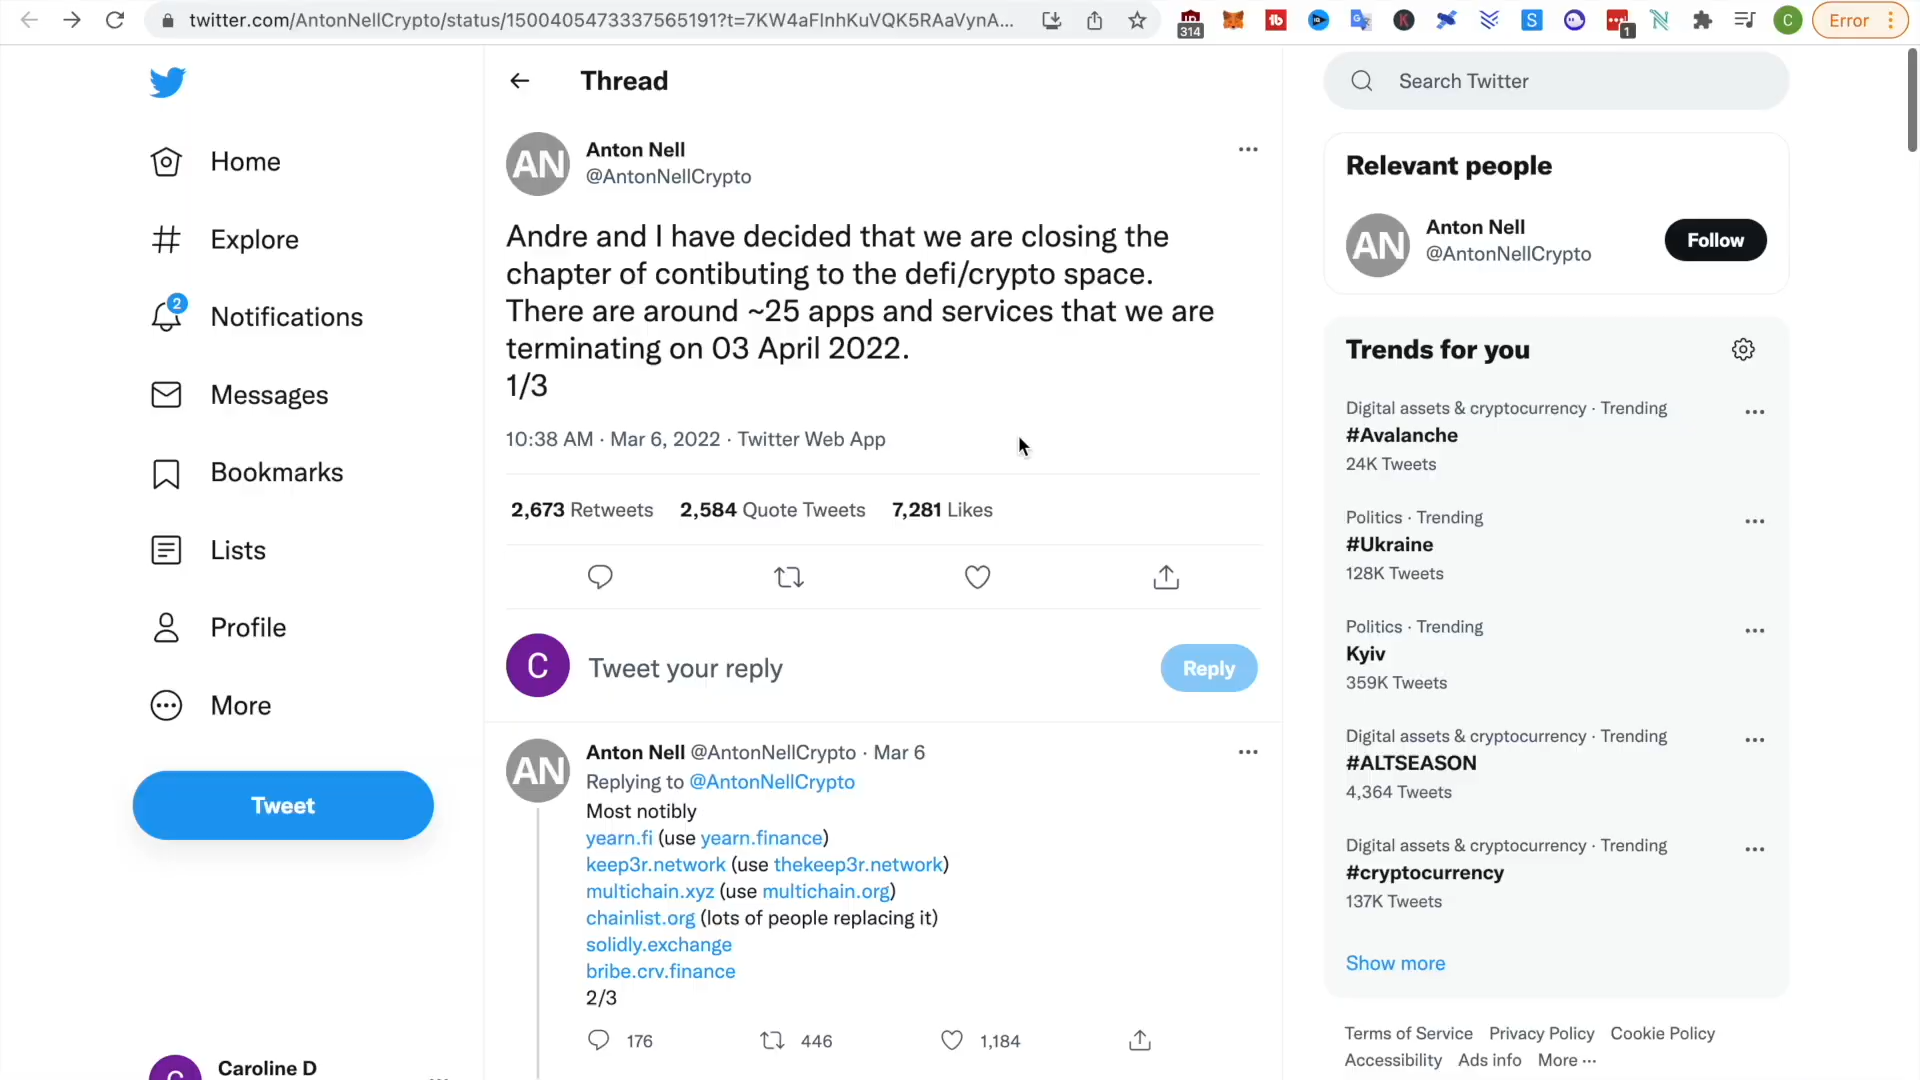 twitter.com/AntonNellCrypto/status/1500405473337565191?t=7KW4aFlnhKuVQK5RAaVynA...
314
1
C
Error
Thread
Search Twitter
Home
Explore
2
Notifications
Messages
Bookmarks
Lists
Profile
More
Tweet
Caroline D
AN
Anton Nell
@AntonNellCrypto
Andre and I have decided that we are closing the
chapter of contibuting to the defi/crypto space.
There are around ~25 apps and services that we are
terminating on 03 April 2022.
1/3
10:38 AM · Mar 6, 2022 · Twitter Web App
2,673 Retweets 2,584 Quote Tweets 7,281 Likes
C
Tweet your reply
Reply
AN
Anton Nell @AntonNellCrypto · Mar 6
Replying to @AntonNellCrypto
Most notibly
yearn.fi (use yearn.finance)
keep3r.network (use thekeep3r.network)
multichain.xyz (use multichain.org)
chainlist.org (lots of people replacing it)
solidly.exchange
bribe.crv.finance
2/3
176 446 1,184
Relevant people
AN
Anton Nell
@AntonNellCrypto
Follow
Trends for you
Digital assets & cryptocurrency · Trending
#Avalanche
24K Tweets
Politics · Trending
#Ukraine
128K Tweets
Politics · Trending
Kyiv
359K Tweets
Digital assets & cryptocurrency · Trending
#ALTSEASON
4,364 Tweets
Digital assets & cryptocurrency · Trending
#cryptocurrency
137K Tweets
Show more
Terms of Service Privacy Policy Cookie Policy
Accessibility Ads info More ···